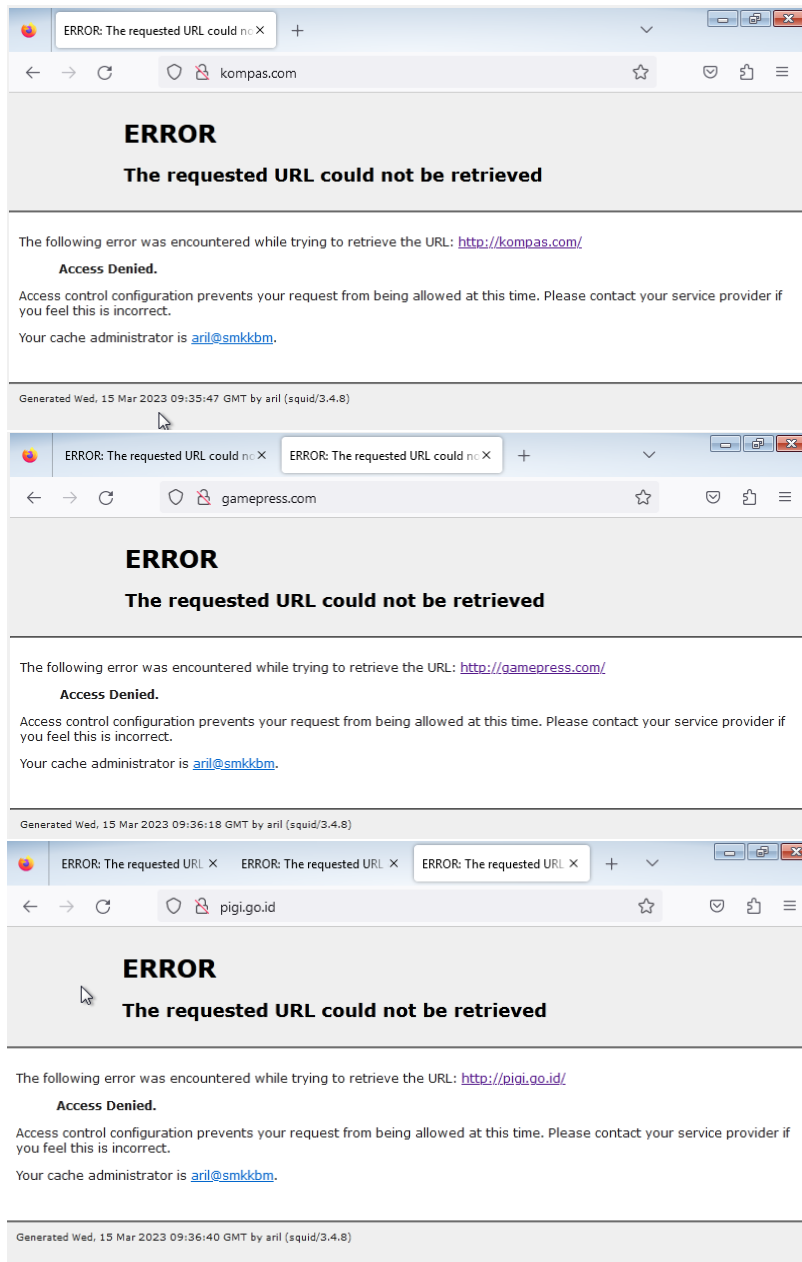 ERROR: The requested URL could no
kompas.com
ERROR
The requested URL could not be retrieved
The following error was encountered while trying to retrieve the URL: http://kompas.com/
Access Denied.
Access control configuration prevents your request from being allowed at this time. Please contact your service provider if
you feel this is incorrect.
Your cache administrator is aril@smkkbm.
Generated Wed, 15 Mar 2023 09:35:47 GMT by aril (squid/3.4.8)
ERROR: The requested URL could no ERROR: The requested URL could no
gamepress.com
ERROR
The requested URL could not be retrieved
The following error was encountered while trying to retrieve the URL: http://gamepress.com/
Access Denied.
Access control configuration prevents your request from being allowed at this time. Please contact your service provider if
you feel this is incorrect.
Your cache administrator is aril@smkkbm.
Generated Wed, 15 Mar 2023 09:36:18 GMT by aril (squid/3.4.8)
ERROR: The requested URL ERROR: The requested URL ERROR: The requested URL
pigi.go.id
ERROR
The requested URL could not be retrieved
The following error was encountered while trying to retrieve the URL: http://pigi.go.id/
Access Denied.
Access control configuration prevents your request from being allowed at this time. Please contact your service provider if
you feel this is incorrect.
Your cache administrator is aril@smkkbm.
Generated Wed, 15 Mar 2023 09:36:40 GMT by aril (squid/3.4.8)